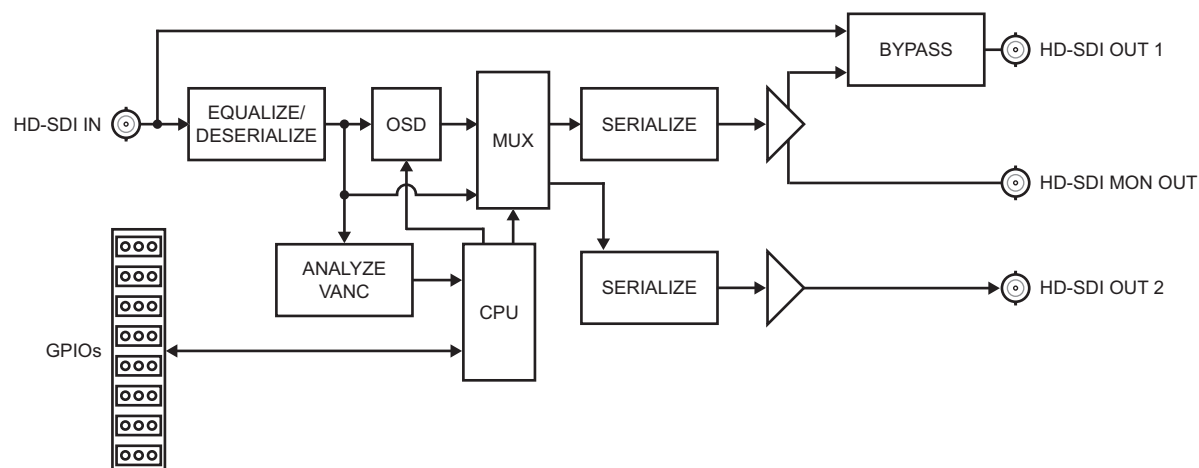 BYPASS
HD-SDI OUT 1
HD-SDI IN
EQUALIZE/
DESERIALIZE
OSD
MUX
SERIALIZE
HD-SDI MON OUT
ANALYZE
VANC
CPU
SERIALIZE
HD-SDI OUT 2
GPIOs